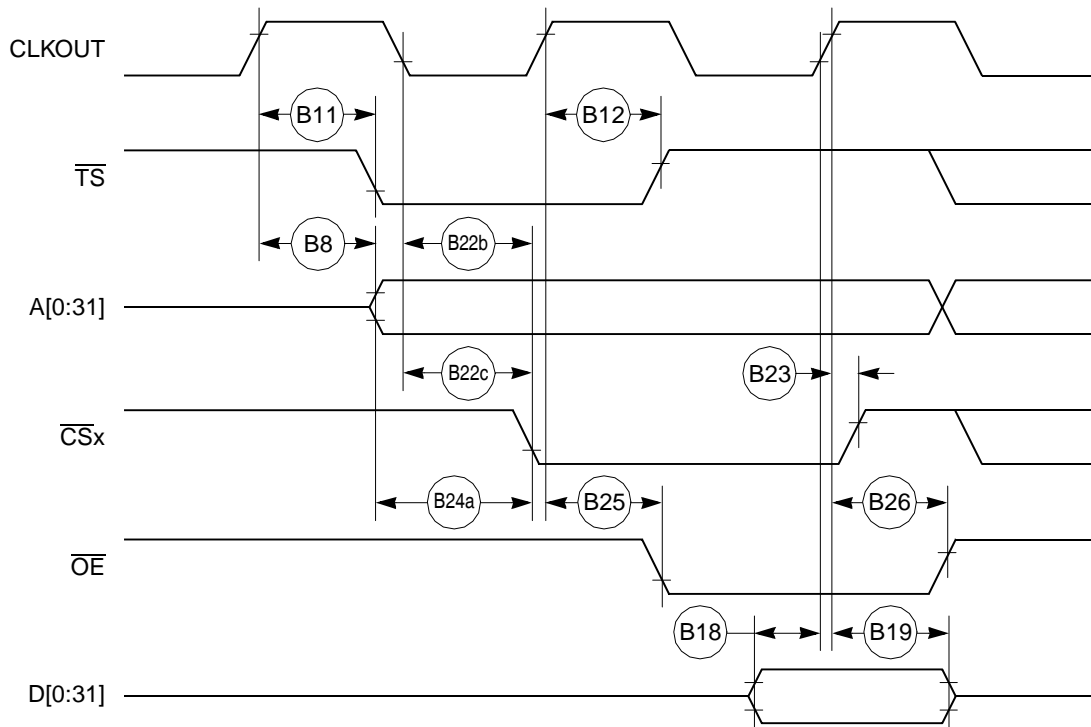 CLKOUT
B11
B12
TS
B8
B22b
A[0:31]
B22c
B23
CSx
B24a
B25
B26
OE
B18
B19
D[0:31]